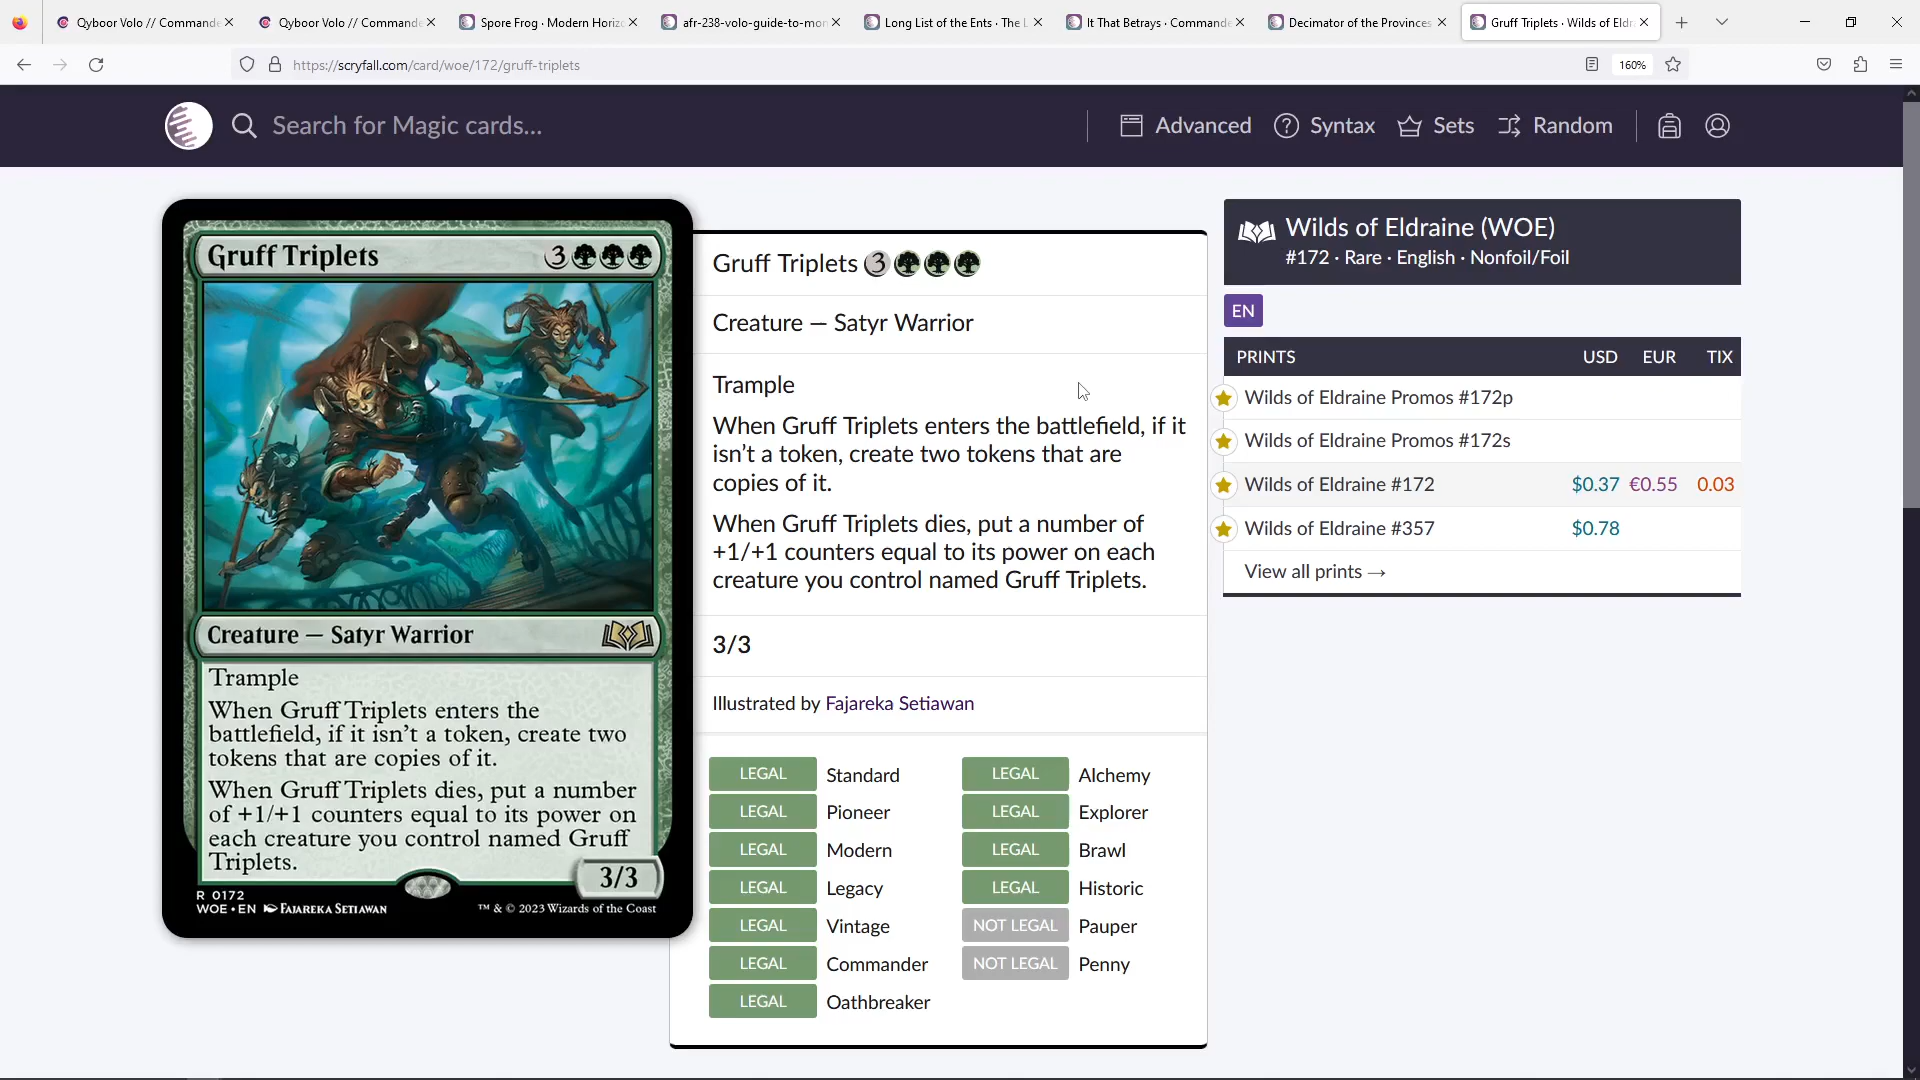 Qyboor Volo // Commande
Qyboor Volo // Commande
Spore Frog · Modern Horizo
afr-238-volo-guide-to-mon
Long List of the Ents · The L
It That Betrays · Commande
Decimator of the Provinces
Gruff Triplets · Wilds of Eldr
https://scryfall.com/card/woe/172/gruff-triplets
160%
Search for Magic cards...
Advanced
Syntax
Sets
Random
Gruff Triplets 3
Creature — Satyr Warrior
Trample
When Gruff Triplets enters the
battlefield, if it isn't a token, create two
tokens that are copies of it.
When Gruff Triplets dies, put a number
of +1/+1 counters equal to its power on
each creature you control named Gruff
Triplets.
3/3
R 0172
WOE • EN FAJAREKA SETIAWAN
™ & © 2023 Wizards of the Coast
Gruff Triplets 3
Creature — Satyr Warrior
Trample
When Gruff Triplets enters the battlefield, if it
isn't a token, create two tokens that are
copies of it.
When Gruff Triplets dies, put a number of
+1/+1 counters equal to its power on each
creature you control named Gruff Triplets.
3/3
Illustrated by Fajareka Setiawan
LEGAL Standard LEGAL Alchemy
LEGAL Pioneer LEGAL Explorer
LEGAL Modern LEGAL Brawl
LEGAL Legacy LEGAL Historic
LEGAL Vintage NOT LEGAL Pauper
LEGAL Commander NOT LEGAL Penny
LEGAL Oathbreaker
Wilds of Eldraine (WOE)
#172 · Rare · English · Nonfoil/Foil
EN
PRINTS USD EUR TIX
Wilds of Eldraine Promos #172p
Wilds of Eldraine Promos #172s
Wilds of Eldraine #172 $0.37 €0.55 0.03
Wilds of Eldraine #357 $0.78
View all prints →